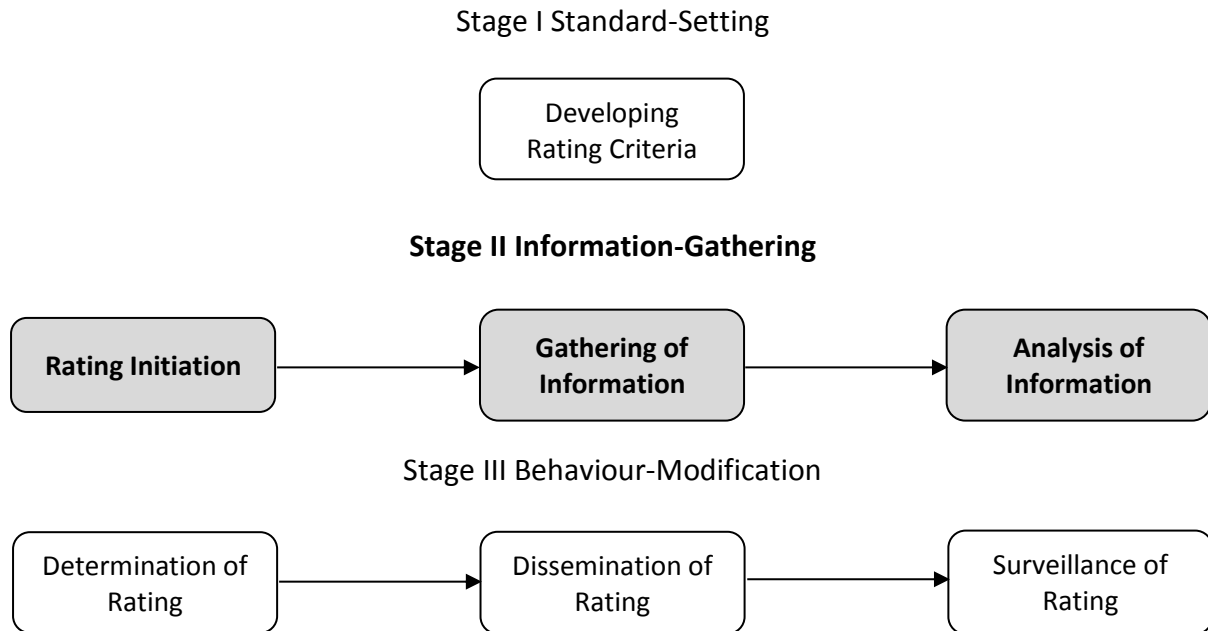 Stage I Standard-Setting
Developing
Rating Criteria
Stage II Information-Gathering
Rating Initiation
Gathering of
Information
Analysis of
Information
Stage III Behaviour-Modification
Determination of
Rating
Dissemination of
Rating
Surveillance of
Rating